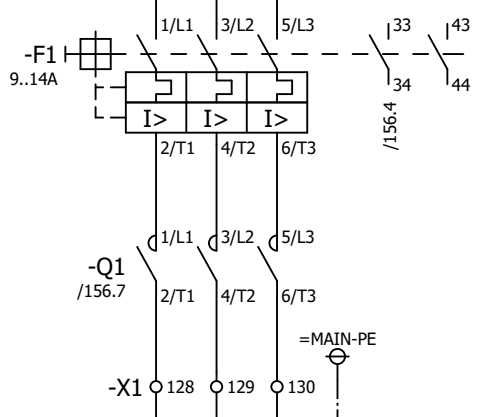 1/L1 3/L2 5/L3 33 43
-F1
9..14A
34 44
I> I> I>
/156.4
2/T1 4/T2 6/T3
1/L1 3/L2 5/L3
-Q1
/156.7
2/T1 4/T2 6/T3
=MAIN-PE
-X1 128 129 130